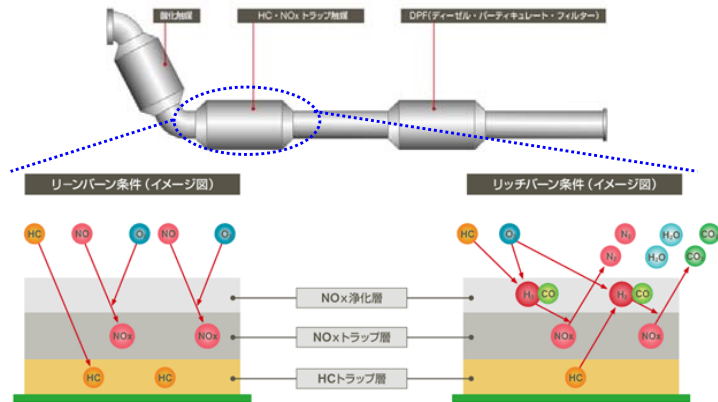 酸化触媒
HC・NOxトラップ触媒
DPF(ディーゼル・パーティキュレート・フィルター)
リーンバーン条件(イメージ図)
リッチバーン条件(イメージ図)
HC NO O₂ NO O₂
HC O₂ N₂ N₂ H₂O H₂O CO₂ CO₂
NOx浄化層
H₂ CO H₂ CO
NOxトラップ層
NOx NOx
NOx NOx
HCトラップ層
HC HC
HC